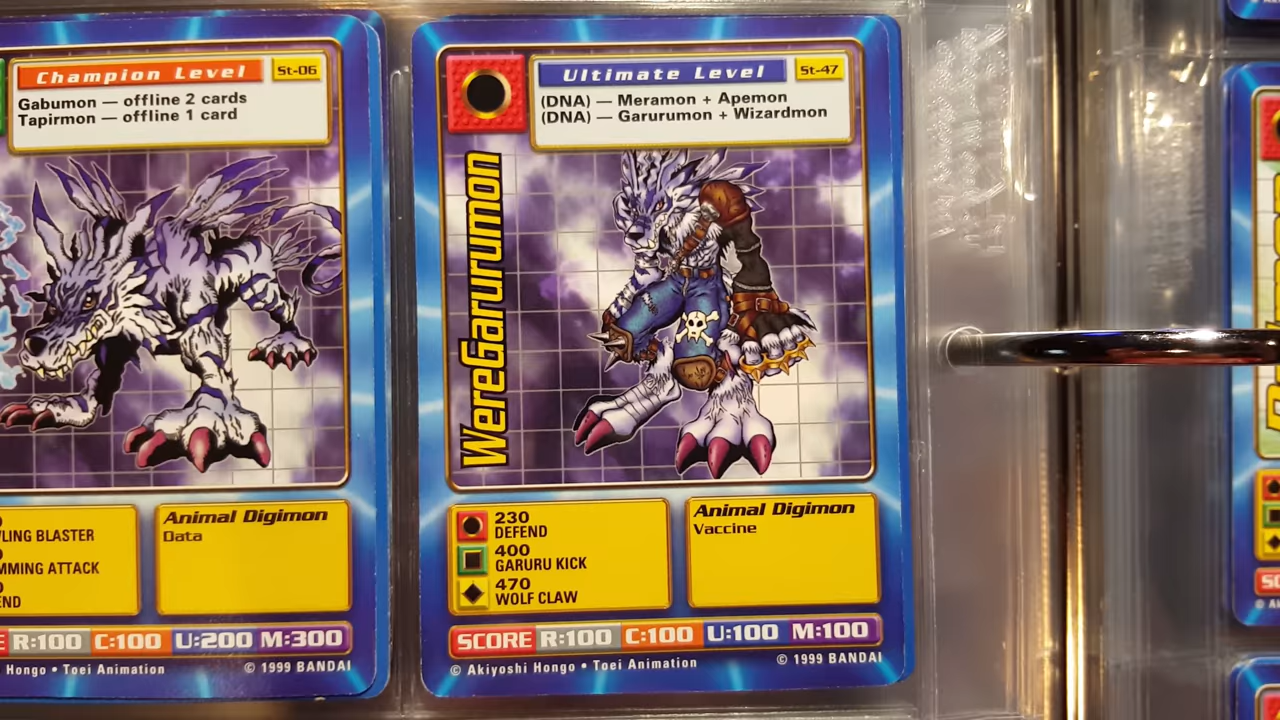 Champion Level St-06
Gabumon — offline 2 cards
Tapirmon — offline 1 card
LING BLASTER
MMING ATTACK
END
Animal Digimon
Data
R:100 C:100 U:200 M:300
Hongo • Toei Animation © 1999 BANDAI
Ultimate Level St-47
(DNA) — Meramon + Apemon
(DNA) — Garurumon + Wizardmon
WereGarurumon
230
DEFEND
400
GARURU KICK
470
WOLF CLAW
Animal Digimon
Vaccine
SCORE R:100 C:100 U:100 M:100
© Akiyoshi Hongo • Toei Animation © 1999 BANDAI